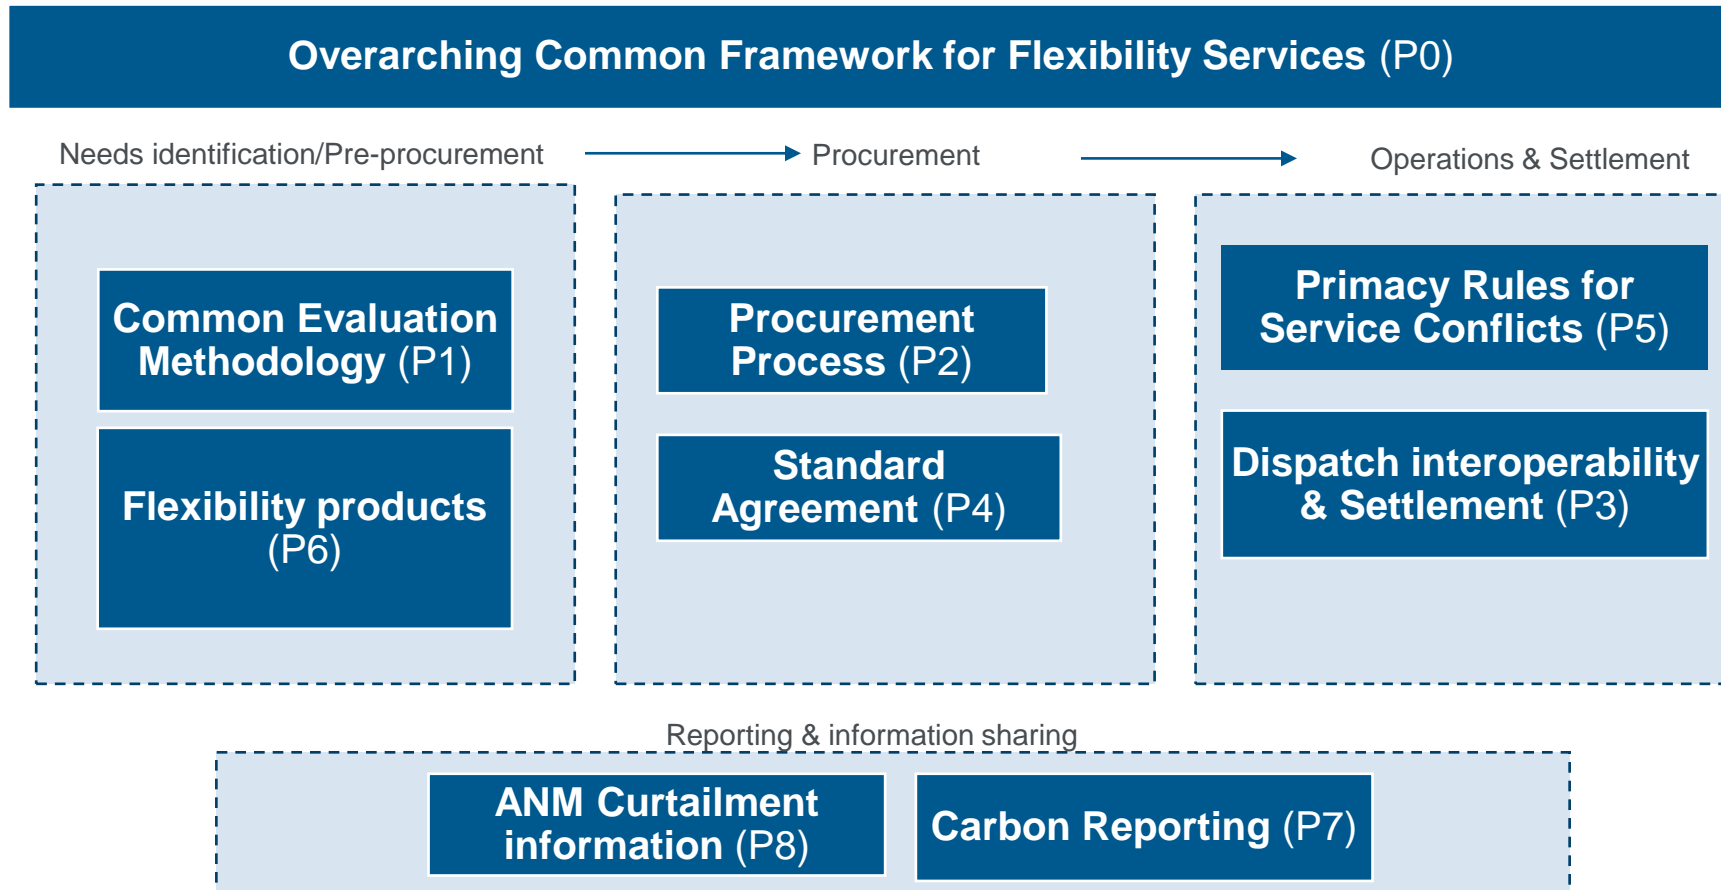 Overarching Common Framework for Flexibility Services (P0)
Needs identification/Pre-procurement
Procurement
Operations & Settlement
Common Evaluation
Methodology (P1)
Flexibility products
(P6)
Procurement
Process (P2)
Standard
Agreement (P4)
Primacy Rules for
Service Conflicts (P5)
Dispatch interoperability
& Settlement (P3)
Reporting & information sharing
ANM Curtailment
information (P8)
Carbon Reporting (P7)